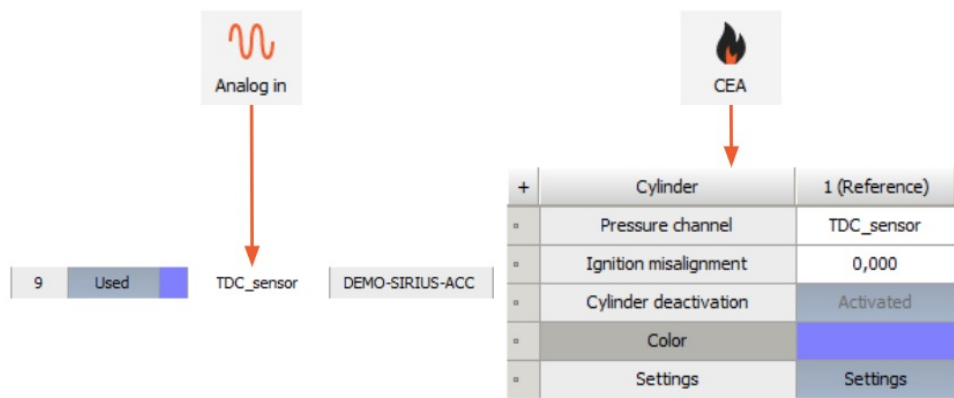 Analog in
9 Used TDC_sensor DEMO-SIRIUS-ACC
CEA
+ Cylinder 1 (Reference)
Pressure channel TDC_sensor
Ignition misalignment 0,000
Cylinder deactivation Activated
Color
Settings Settings